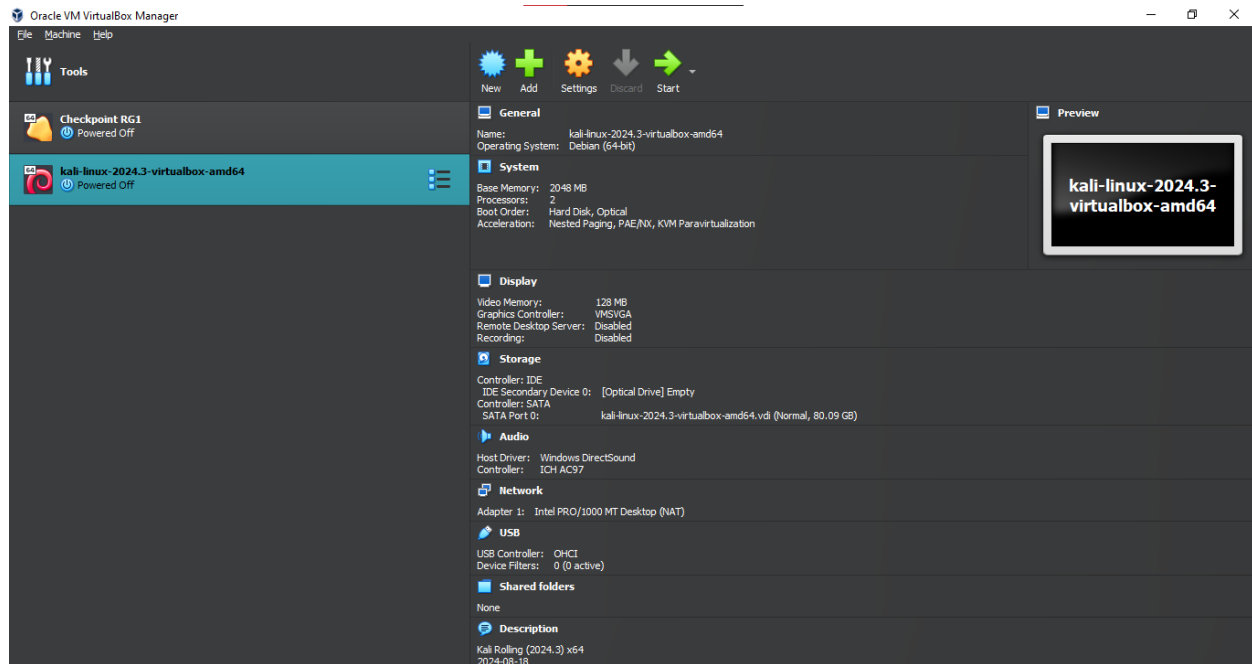 Oracle VM VirtualBox Manager
File Machine Help
Tools
New Add Settings Discard Start
64
Checkpoint RG1
Powered Off
64
kali-linux-2024.3-virtualbox-amd64
Powered Off
General
Name: kali-linux-2024.3-virtualbox-amd64
Operating System: Debian (64-bit)
Preview
kali-linux-2024.3-
virtualbox-amd64
System
Base Memory: 2048 MB
Processors: 2
Boot Order: Hard Disk, Optical
Acceleration: Nested Paging, PAE/NX, KVM Paravirtualization
Display
Video Memory: 128 MB
Graphics Controller: VMSVGA
Remote Desktop Server: Disabled
Recording: Disabled
Storage
Controller: IDE
IDE Secondary Device 0: [Optical Drive] Empty
Controller: SATA
SATA Port 0: kali-linux-2024.3-virtualbox-amd64.vdi (Normal, 80.09 GB)
Audio
Host Driver: Windows DirectSound
Controller: ICH AC97
Network
Adapter 1: Intel PRO/1000 MT Desktop (NAT)
USB
USB Controller: OHCI
Device Filters: 0 (0 active)
Shared folders
None
Description
Kali Rolling (2024.3) x64
2024-08-18